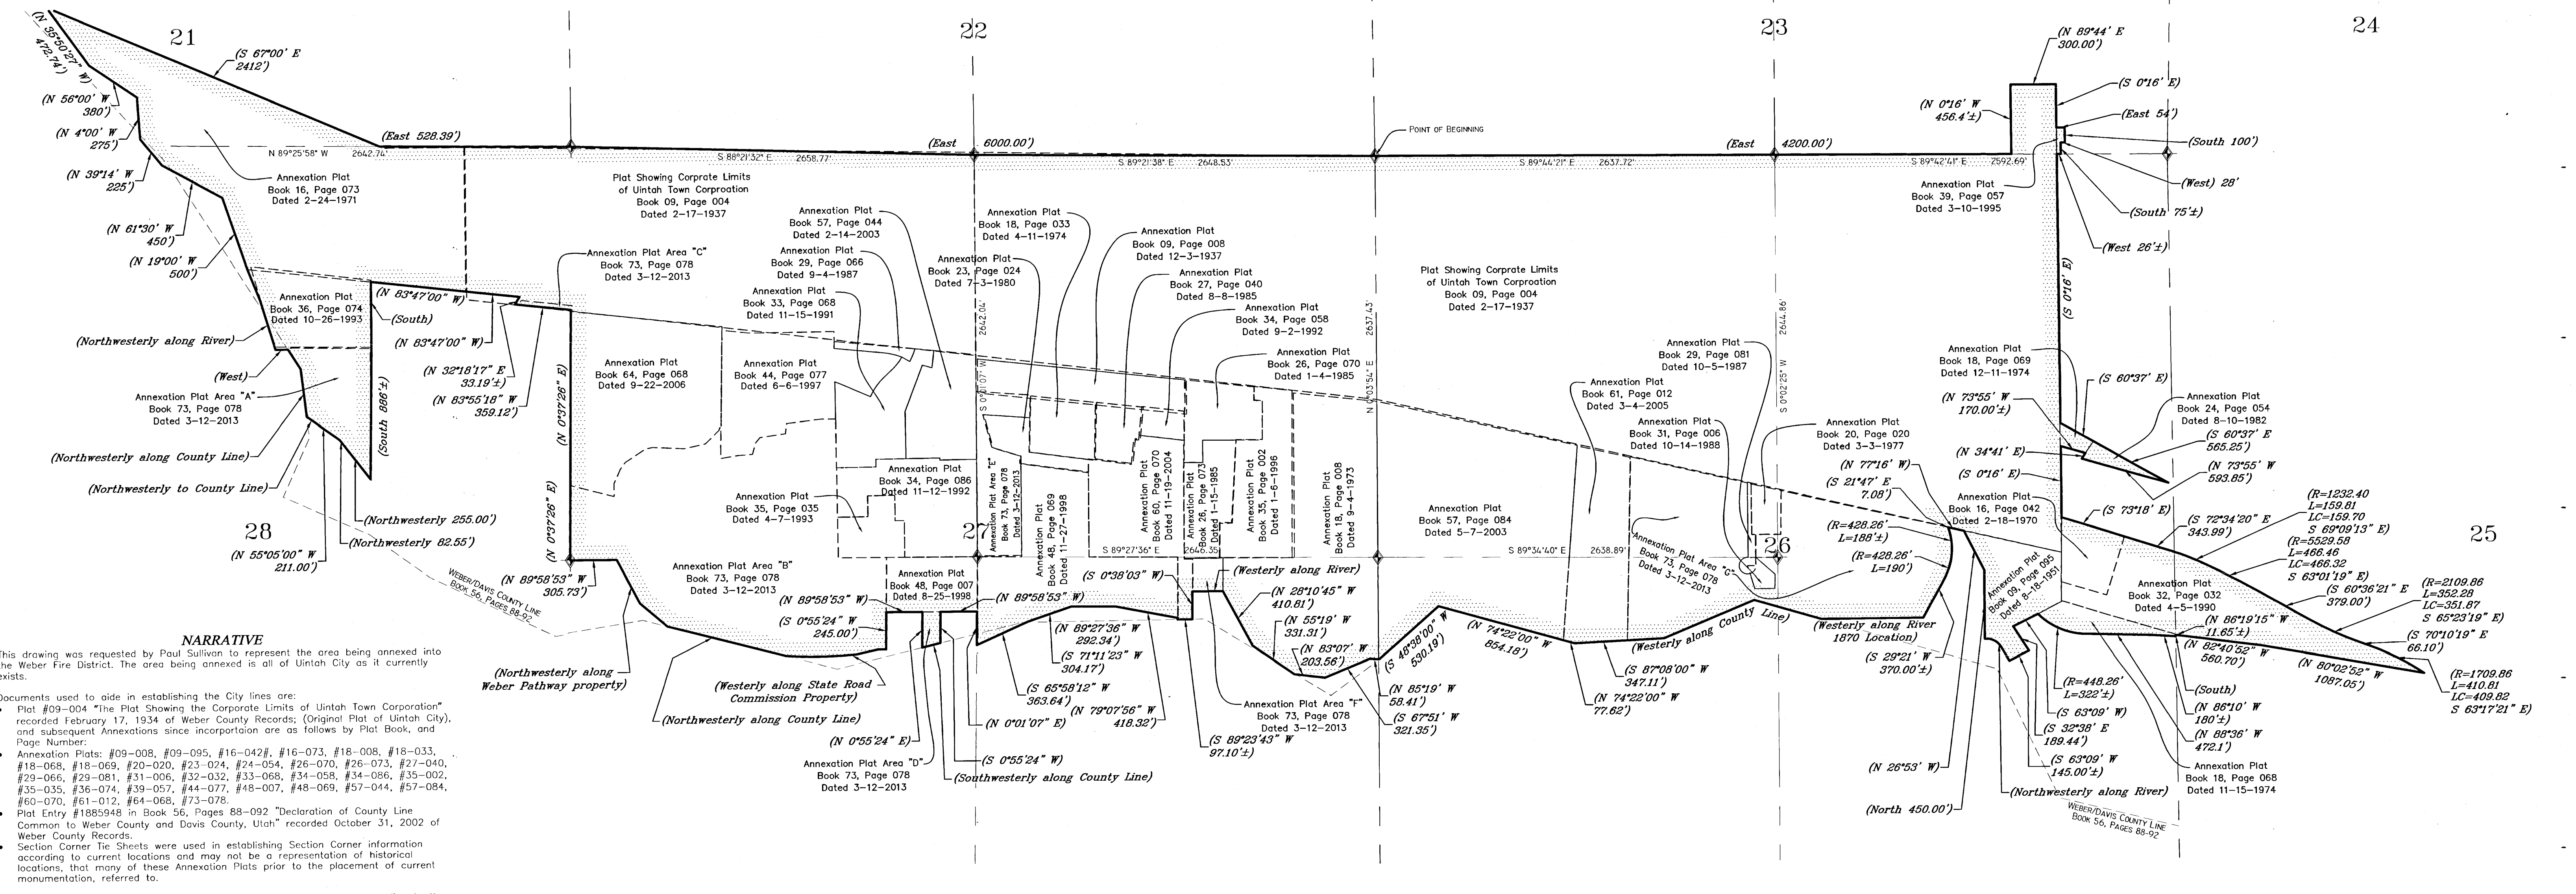 21
22
23
24
(N 35°50'27" W)
472.74')
(S 67°00' E
2412')
(N 56°00' W
380')
(N 4°00' W
275')
(N 39°14' W
225')
(N 61°30' W
450')
(N 19°00' W
500')
(East 528.39')
N 89°25'58" W 2642.74'
S 88°21'32" E 2658.77'
(East 6000.00')
S 89°21'38" E 2648.53'
POINT OF BEGINNING
S 89°44'21" E 2637.72'
(East 4200.00')
S 89°42'41" E 2592.69'
(N 89°44' E
300.00')
(N 0°16' W
456.4'±)
(S 0°16' E)
(East 54')
(South 100')
(West) 28'
(South 75'±)
(West 26'±)
(S 0°16' E)
Annexation Plat
Book 16, Page 073
Dated 2-24-1971
Plat Showing Corprate Limits
of Uintah Town Corproation
Book 09, Page 004
Dated 2-17-1937
Annexation Plat Area "C"
Book 73, Page 078
Dated 3-12-2013
Annexation Plat
Book 57, Page 044
Dated 2-14-2003
Annexation Plat
Book 29, Page 066
Dated 9-4-1987
Annexation Plat
Book 33, Page 068
Dated 11-15-1991
Annexation Plat
Book 18, Page 033
Dated 4-11-1974
Annexation Plat
Book 23, Page 024
Dated 7-3-1980
Annexation Plat
Book 09, Page 008
Dated 12-3-1937
Annexation Plat
Book 27, Page 040
Dated 8-8-1985
Annexation Plat
Book 34, Page 058
Dated 9-2-1992
Annexation Plat
Book 26, Page 070
Dated 1-4-1985
Plat Showing Corprate Limits
of Uintah Town Corproation
Book 09, Page 004
Dated 2-17-1937
Annexation Plat
Book 39, Page 057
Dated 3-10-1995
2642.04'
S 0°01'07" W
2637.43'
N 0°03'54" E
2644.86'
S 0°02'25" W
Annexation Plat
Book 36, Page 074
Dated 10-26-1993
(N 83°47'00" W)
(South)
(N 83°47'00" W)
(N 32°18'17" E
33.19'±)
(N 83°55'18" W
359.12')
(Northwesterly along River)
(West)
Annexation Plat Area "A"
Book 73, Page 078
Dated 3-12-2013
(South 886'±)
(N 0°37'26" E)
(N 0°37'26" E)
(Northwesterly along County Line)
(Northwesterly to County Line)
28
(Northwesterly 255.00')
(Northwesterly 82.55')
(N 55°05'00" W
211.00')
WEBER/DAVIS COUNTY LINE
BOOK 56, PAGES 88-92
(N 89°58'53" W
305.73')
Annexation Plat
Book 64, Page 068
Dated 9-22-2006
Annexation Plat
Book 44, Page 077
Dated 6-6-1997
Annexation Plat
Book 35, Page 035
Dated 4-7-1993
Annexation Plat
Book 34, Page 086
Dated 11-12-1992
Annexation Plat Area "E"
Book 73, Page 078
Dated 3-12-2013
Annexation Plat
Book 48, Page 069
Dated 11-27-1998
Annexation Plat
Book 60, Page 070
Dated 11-19-2004
Annexation Plat
Book 26, Page 073
Dated 1-15-1985
Annexation Plat
Book 35, Page 002
Dated 1-6-1996
Annexation Plat
Book 18, Page 008
Dated 9-4-1973
27
S 89°27'36" E 2646.35'
S 89°34'40" E 2638.89'
Annexation Plat
Book 57, Page 084
Dated 5-7-2003
Annexation Plat
Book 61, Page 012
Dated 3-4-2005
Annexation Plat
Book 29, Page 081
Dated 10-5-1987
Annexation Plat
Book 31, Page 006
Dated 10-14-1988
Annexation Plat
Book 20, Page 020
Dated 3-3-1977
Annexation Plat Area "G"
Book 73, Page 078
Dated 3-12-2013
26
Annexation Plat
Book 18, Page 069
Dated 12-11-1974
(S 60°37' E)
(N 73°55' W
170.00'±)
Annexation Plat
Book 24, Page 054
Dated 8-10-1982
(S 60°37' E
565.25')
(N 34°41' E)
(N 73°55' W
593.85')
(S 0°16' E)
(N 77°16' W)
(S 21°47' E
7.08')
Annexation Plat
Book 16, Page 042
Dated 2-18-1970
(S 73°18' E)
(S 72°34'20" E
343.99')
(R=1232.40
L=159.81
LC=159.70
S 69°09'13" E)
(R=5529.58
L=466.46
LC=466.32
S 63°01'19" E)
(S 60°36'21" E
379.00')
(R=2109.86
L=352.28
LC=351.87
S 65°23'19" E)
(S 70°10'19" E
66.10')
(R=1709.86
L=410.81
LC=409.82
S 63°17'21" E)
25
(R=428.26'
L=188'±)
(R=428.26'
L=190')
Annexation Plat
Book 09, Page 095
Dated 8-18-1951
Annexation Plat
Book 32, Page 032
Dated 4-5-1990
(N 86°19'15" W
11.65'±)
(N 82°40'52" W
560.70')
(N 80°02'52" W
1087.05')
(South)
(R=448.26'
L=322'±)
(N 86°10' W
180'±)
(S 63°09' W)
(N 88°36' W
472.1')
(S 32°38' E
189.44')
(S 63°09' W
145.00'±)
Annexation Plat
Book 18, Page 068
Dated 11-15-1974
(Northwesterly along River)
WEBER/DAVIS COUNTY LINE
BOOK 56, PAGES 88-92
(N 26°53' W)
(North 450.00')
(S 29°21' W
370.00'±)
(Westerly along River
1870 Location)
(Westerly along County Line)
(S 87°08'00" W
347.11')
(N 74°22'00" W
77.62')
(N 74°22'00" W
854.18')
(S 48°38'00" W
530.19')
(N 85°19' W
58.41')
(S 67°51' W
321.35')
(N 83°07' W
203.56')
(N 55°19' W
331.31')
(N 28°10'45" W
410.81')
(Westerly along River)
(S 0°38'03" W)
Annexation Plat Area "F"
Book 73, Page 078
Dated 3-12-2013
(S 89°23'43" W
97.10'±)
(N 79°07'56" W
418.32')
(N 89°27'36" W
292.34')
(S 71°11'23" W
304.17')
(S 65°58'12" W
363.64')
(N 0°01'07" E)
(S 0°55'24" W)
(Southwesterly along County Line)
Annexation Plat Area "D"
Book 73, Page 078
Dated 3-12-2013
(N 0°55'24" E)
(N 89°58'53" W)
(N 89°58'53" W)
(S 0°55'24" W
245.00')
Annexation Plat
Book 48, Page 007
Dated 8-25-1998
Annexation Plat Area "B"
Book 73, Page 078
Dated 3-12-2013
(Westerly along State Road
Commission Property)
(Northwesterly along County Line)
(Northwesterly along
Weber Pathway property)
NARRATIVE
This drawing was requested by Paul Sullivan to represent the area being annexed into
the Weber Fire District. The area being annexed is all of Uintah City as it currently
exists.
Documents used to aide in establishing the City lines are:
• Plat #09-004 "The Plat Showing the Corporate Limits of Uintah Town Corporation"
recorded February 17, 1934 of Weber County Records; (Original Plat of Uintah City),
and subsequent Annexations since incorportaion are as follows by Plat Book, and
Page Number:
• Annexation Plats: #09-008, #09-095, #16-042#, #16-073, #18-008, #18-033,
#18-068, #18-069, #20-020, #23-024, #24-054, #26-070, #26-073, #27-040,
#29-066, #29-081, #31-006, #32-032, #33-068, #34-058, #34-086, #35-002,
#35-035, #36-074, #39-057, #44-077, #48-007, #48-069, #57-044, #57-084,
#60-070, #61-012, #64-068, #73-078.
• Plat Entry #1885948 in Book 56, Pages 88-092 "Declaration of County Line
Common to Weber County and Davis County, Utah" recorded October 31, 2002 of
Weber County Records.
• Section Corner Tie Sheets were used in establishing Section Corner information
according to current locations and may not be a representation of historical
locations, that many of these Annexation Plats prior to the placement of current
monumentation, referred to.